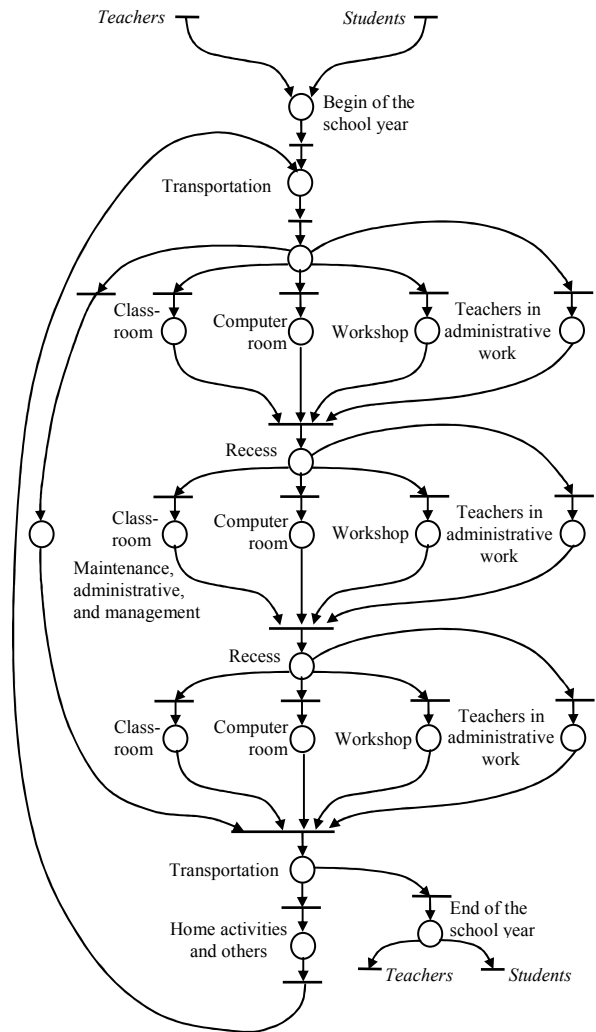 Teachers
Students
Begin of the
school year
Transportation
Class-
room
Computer
room
Workshop
Teachers in
administrative
work
Recess
Class-
room
Computer
room
Workshop
Teachers in
administrative
work
Maintenance,
administrative,
and management
Recess
Class-
room
Computer
room
Workshop
Teachers in
administrative
work
Transportation
Home activities
and others
End of the
school year
Teachers
Students